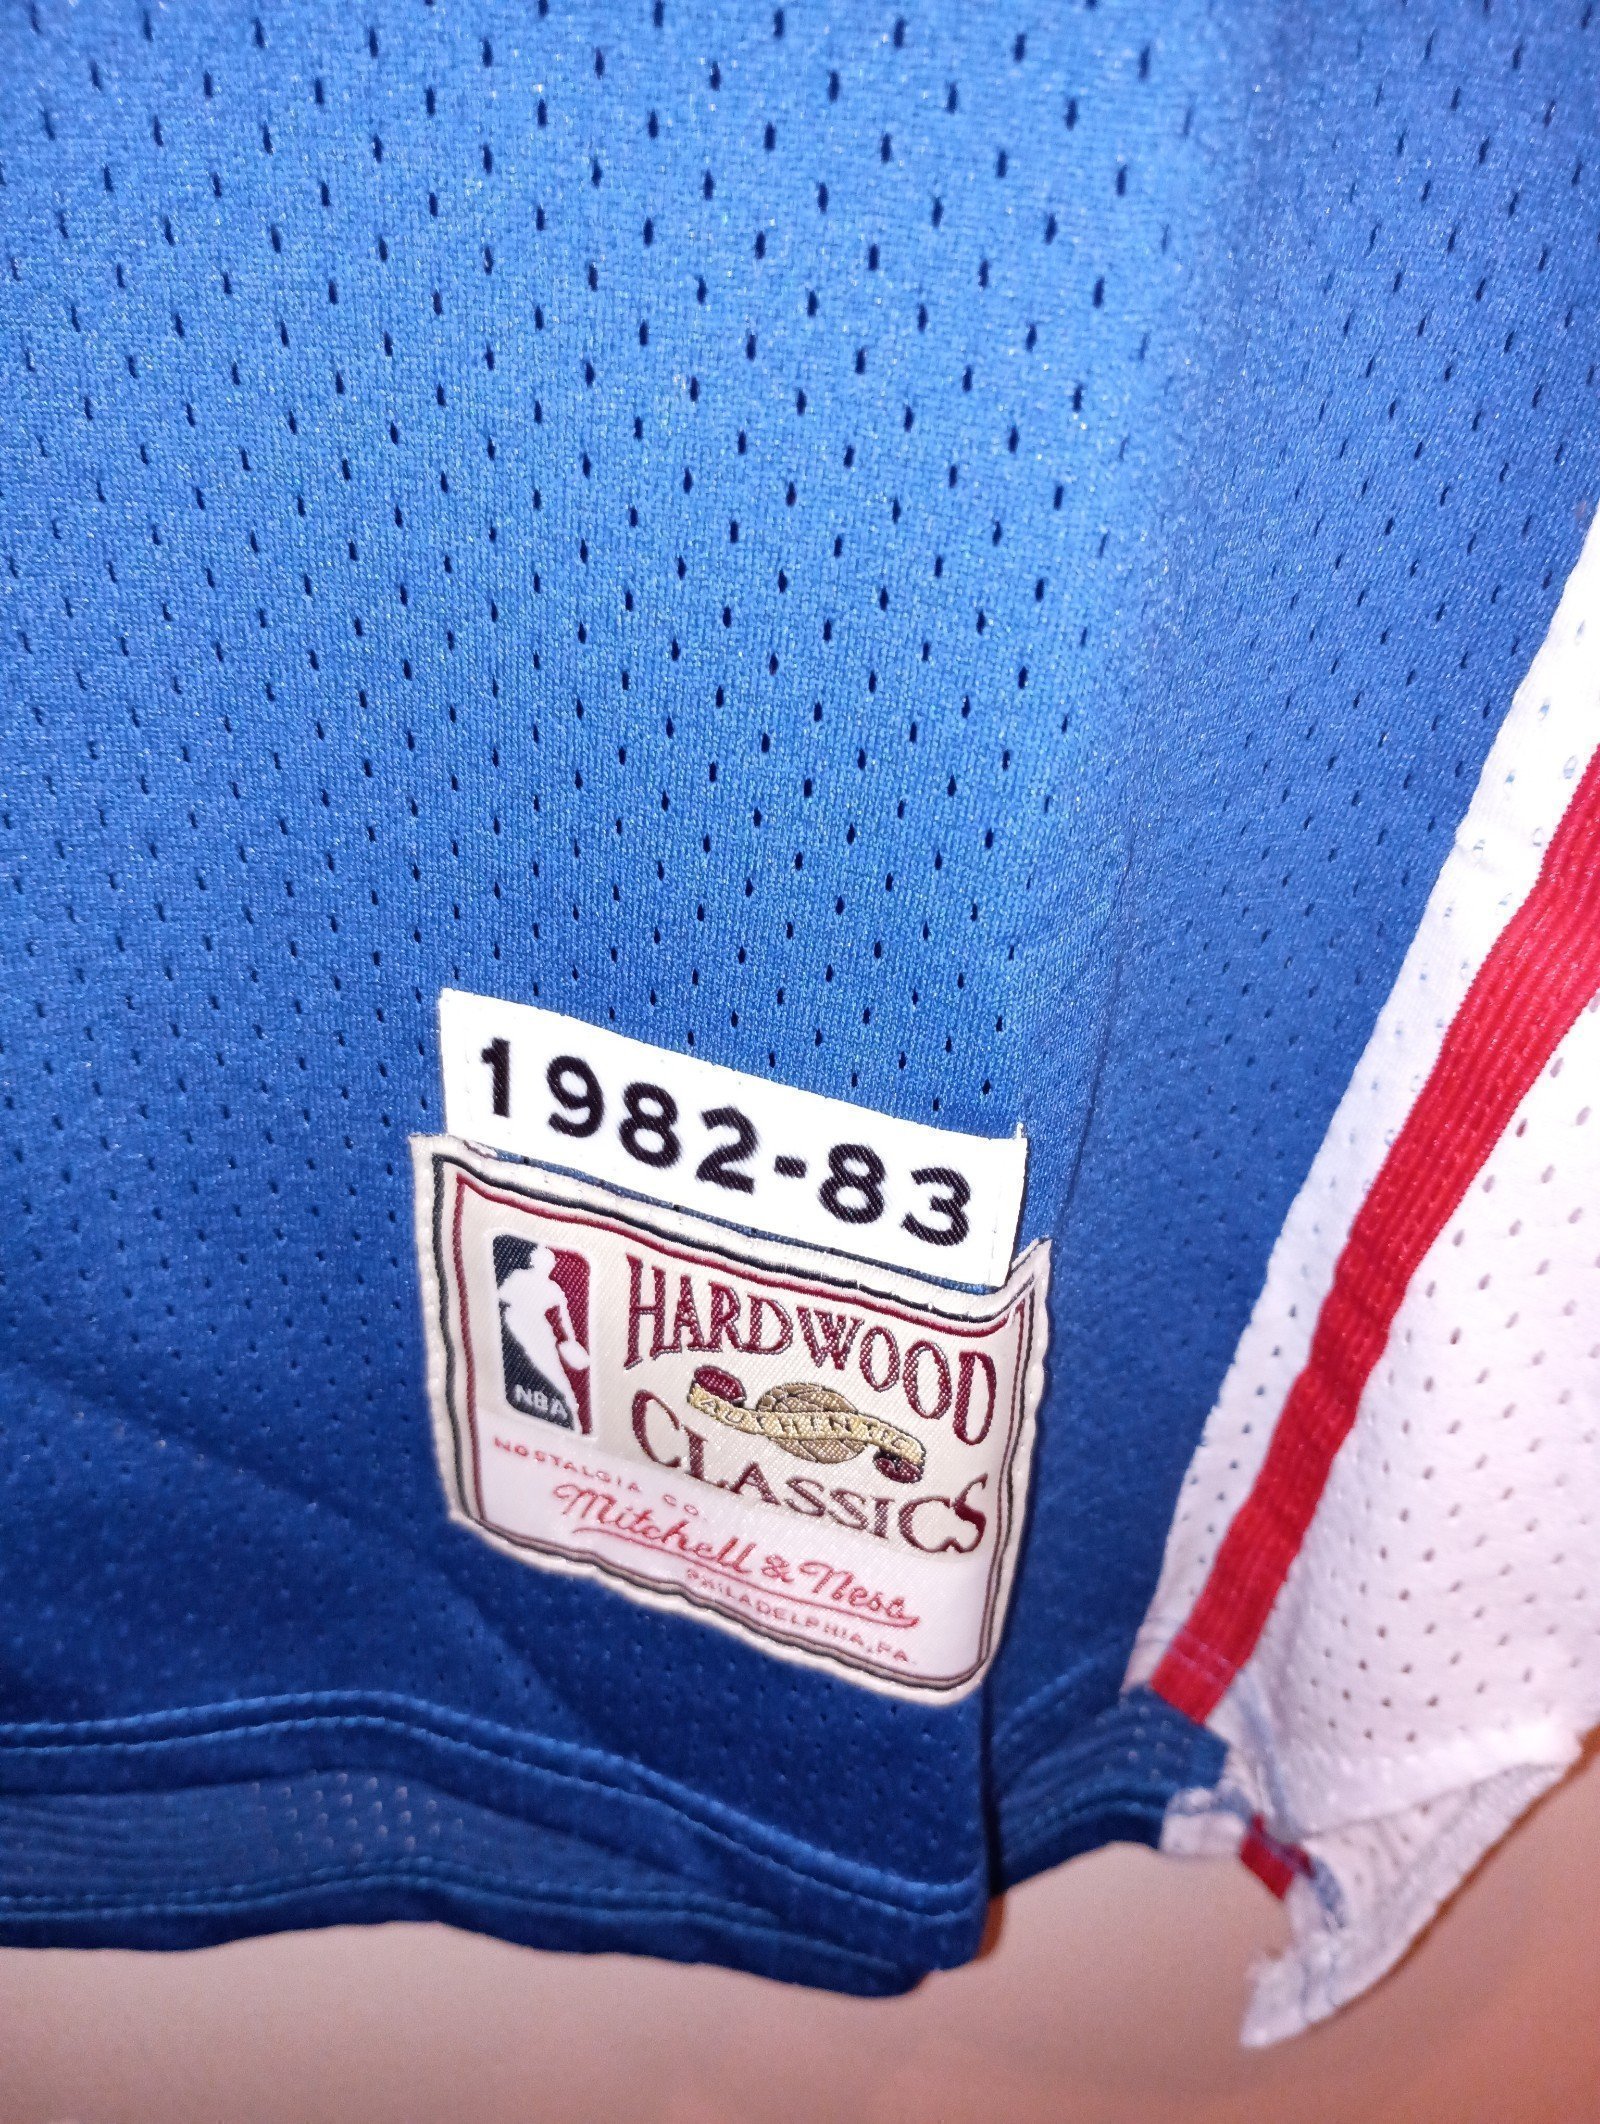 1982-83
NBA
HARDWOOD
AUTHENTIC
CLASSICS
NOSTALGIA CO.
Mitchell & Ness
PHILADELPHIA, PA.